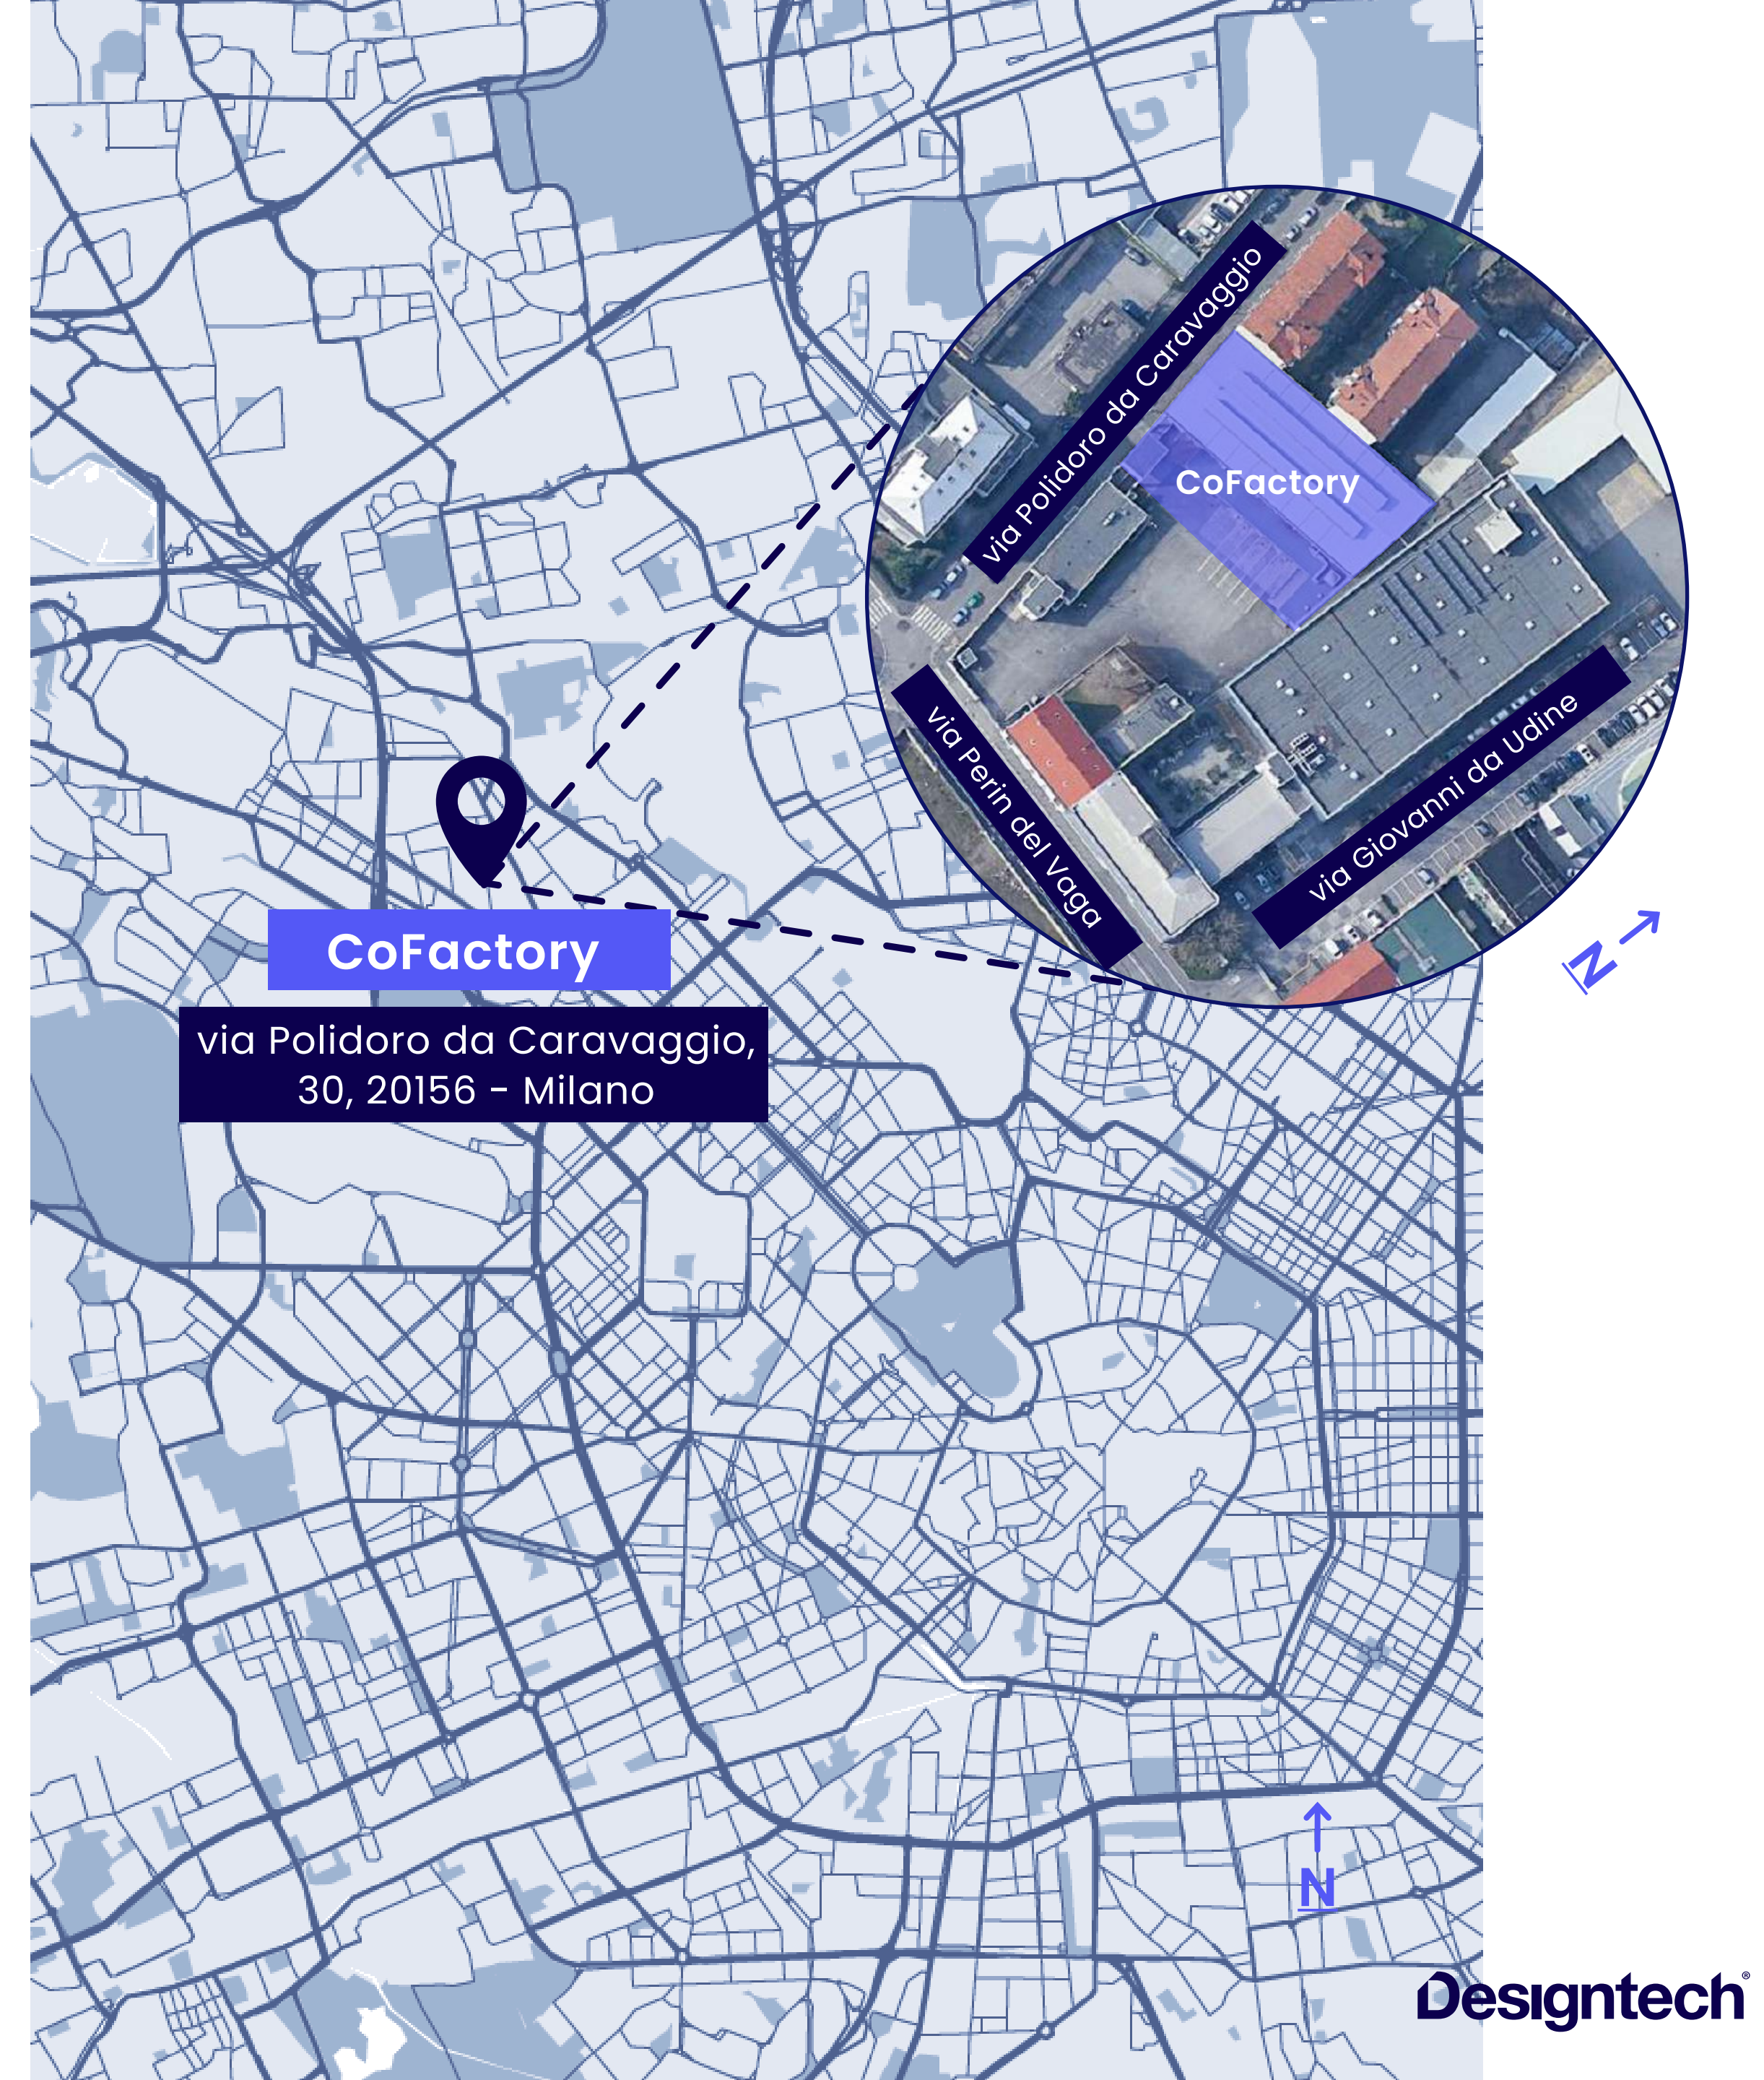 via Polidoro da Caravaggio
CoFactory
via Perin del Vaga
via Giovanni da Udine
N
CoFactory
via Polidoro da Caravaggio,
30, 20156 - Milano
N
Designtech®